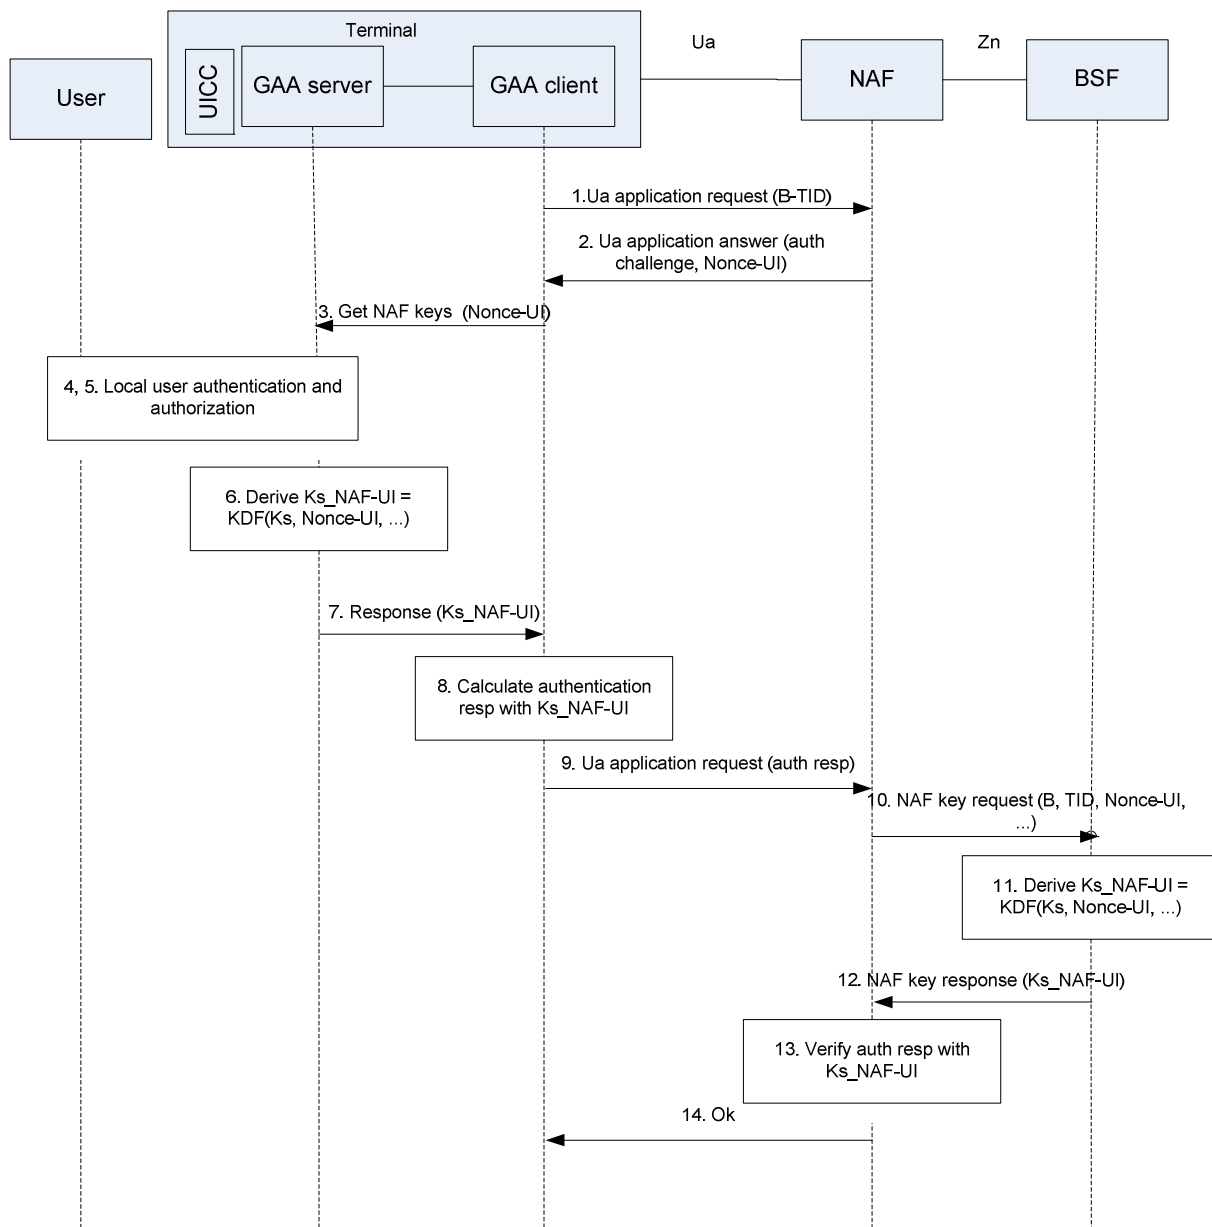 Terminal
Ua
Zn
User
UICC
GAA server
GAA client
NAF
BSF
1.Ua application request (B-TID)
2. Ua application answer (auth
challenge, Nonce-UI)
3. Get NAF keys (Nonce-UI)
4, 5. Local user authentication and
authorization
6. Derive Ks_NAF-UI =
KDF(Ks, Nonce-UI, ...)
7. Response (Ks_NAF-UI)
8. Calculate authentication
resp with Ks_NAF-UI
9. Ua application request (auth resp)
10. NAF key request (B, TID, Nonce-UI,
...)
11. Derive Ks_NAF-UI =
KDF(Ks, Nonce-UI, ...)
12. NAF key response (Ks_NAF-UI)
13. Verify auth resp with
Ks_NAF-UI
14. Ok